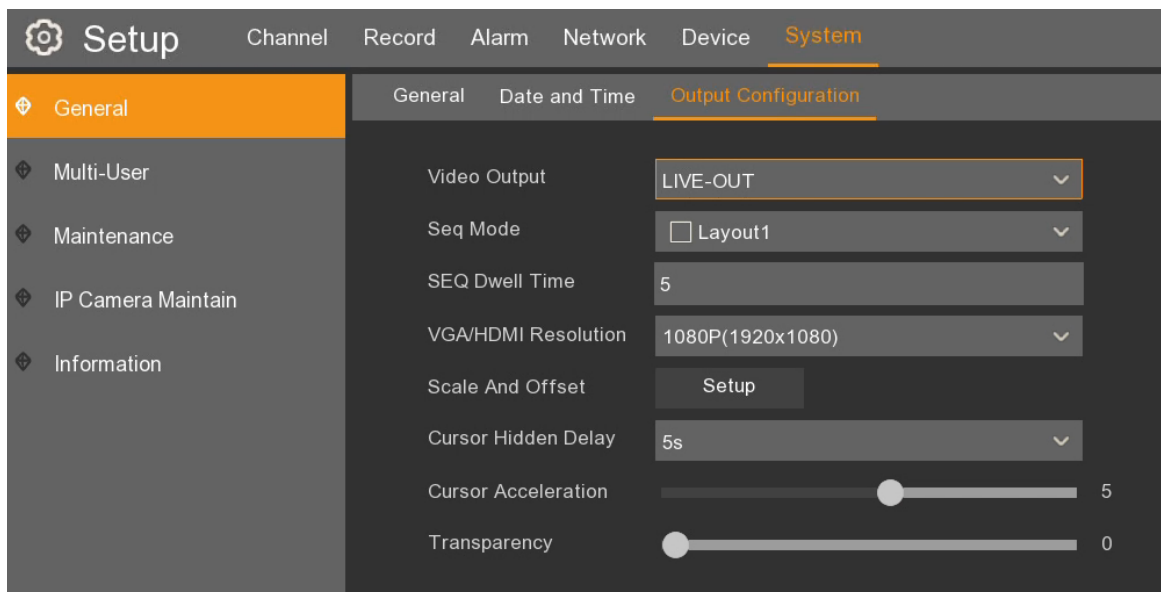 Setup Channel Record Alarm Network Device System
General
Multi-User
Maintenance
IP Camera Maintain
Information
General Date and Time Output Configuration
Video Output LIVE-OUT
Seq Mode Layout1
SEQ Dwell Time 5
VGA/HDMI Resolution 1080P(1920x1080)
Scale And Offset Setup
Cursor Hidden Delay 5s
Cursor Acceleration 5
Transparency 0